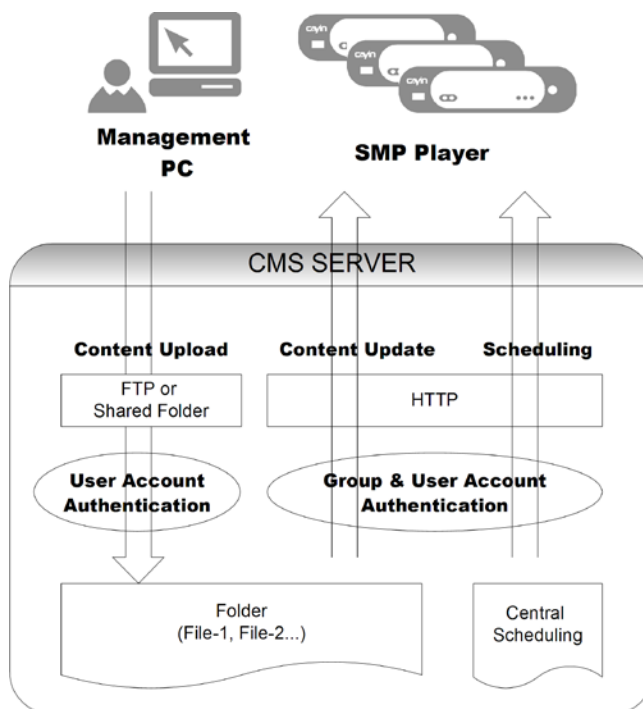 cayin
cayin
cayin
Management
PC
SMP Player
CMS SERVER
Content Upload
Content Update
Scheduling
FTP or
Shared Folder
HTTP
User Account
Authentication
Group & User Account
Authentication
Folder
(File-1, File-2...)
Central
Scheduling